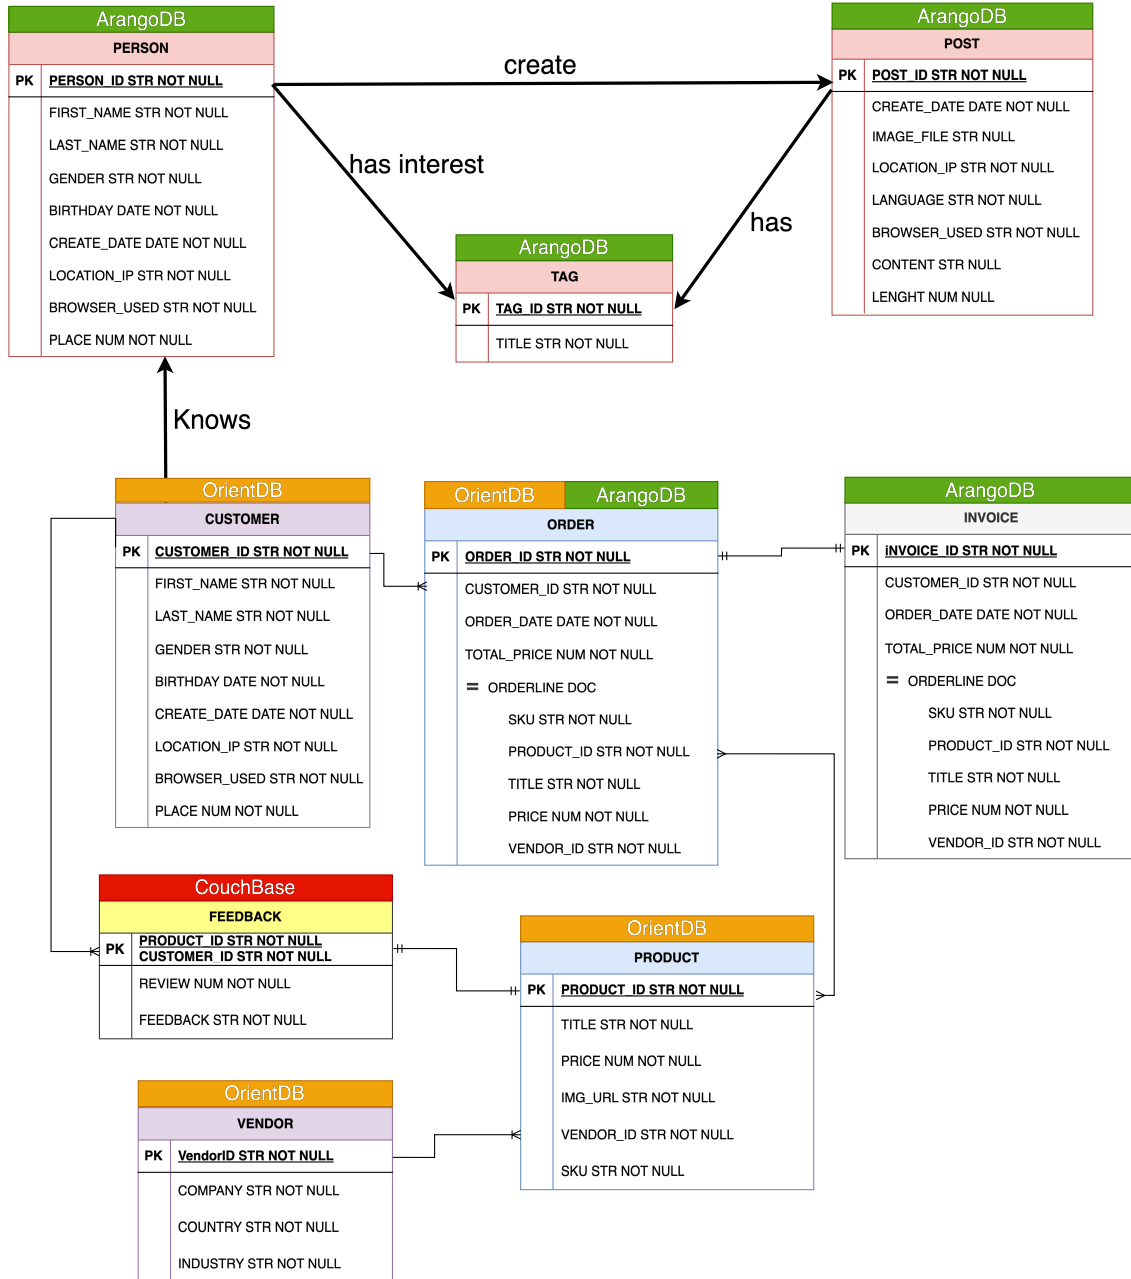 ArangoDB
PERSON
PK PERSON_ID STR NOT NULL
FIRST_NAME STR NOT NULL
LAST_NAME STR NOT NULL
GENDER STR NOT NULL
BIRTHDAY DATE NOT NULL
CREATE_DATE DATE NOT NULL
LOCATION_IP STR NOT NULL
BROWSER_USED STR NOT NULL
PLACE NUM NOT NULL
create
has interest
has
Knows
ArangoDB
POST
PK POST_ID STR NOT NULL
CREATE_DATE DATE NOT NULL
IMAGE_FILE STR NULL
LOCATION_IP STR NOT NULL
LANGUAGE STR NOT NULL
BROWSER_USED STR NOT NULL
CONTENT STR NULL
LENGHT NUM NULL
ArangoDB
TAG
PK TAG_ID STR NOT NULL
TITLE STR NOT NULL
OrientDB
CUSTOMER
PK CUSTOMER_ID STR NOT NULL
FIRST_NAME STR NOT NULL
LAST_NAME STR NOT NULL
GENDER STR NOT NULL
BIRTHDAY DATE NOT NULL
CREATE_DATE DATE NOT NULL
LOCATION_IP STR NOT NULL
BROWSER_USED STR NOT NULL
PLACE NUM NOT NULL
OrientDB ArangoDB
ORDER
PK ORDER_ID STR NOT NULL
CUSTOMER_ID STR NOT NULL
ORDER_DATE DATE NOT NULL
TOTAL_PRICE NUM NOT NULL
= ORDERLINE DOC
SKU STR NOT NULL
PRODUCT_ID STR NOT NULL
TITLE STR NOT NULL
PRICE NUM NOT NULL
VENDOR_ID STR NOT NULL
ArangoDB
INVOICE
PK iNVOICE_ID STR NOT NULL
CUSTOMER_ID STR NOT NULL
ORDER_DATE DATE NOT NULL
TOTAL_PRICE NUM NOT NULL
= ORDERLINE DOC
SKU STR NOT NULL
PRODUCT_ID STR NOT NULL
TITLE STR NOT NULL
PRICE NUM NOT NULL
VENDOR_ID STR NOT NULL
CouchBase
FEEDBACK
PK PRODUCT_ID STR NOT NULL
CUSTOMER_ID STR NOT NULL
REVIEW NUM NOT NULL
FEEDBACK STR NOT NULL
OrientDB
PRODUCT
PK PRODUCT_ID STR NOT NULL
TITLE STR NOT NULL
PRICE NUM NOT NULL
IMG_URL STR NOT NULL
VENDOR_ID STR NOT NULL
SKU STR NOT NULL
OrientDB
VENDOR
PK VendorID STR NOT NULL
COMPANY STR NOT NULL
COUNTRY STR NOT NULL
INDUSTRY STR NOT NULL